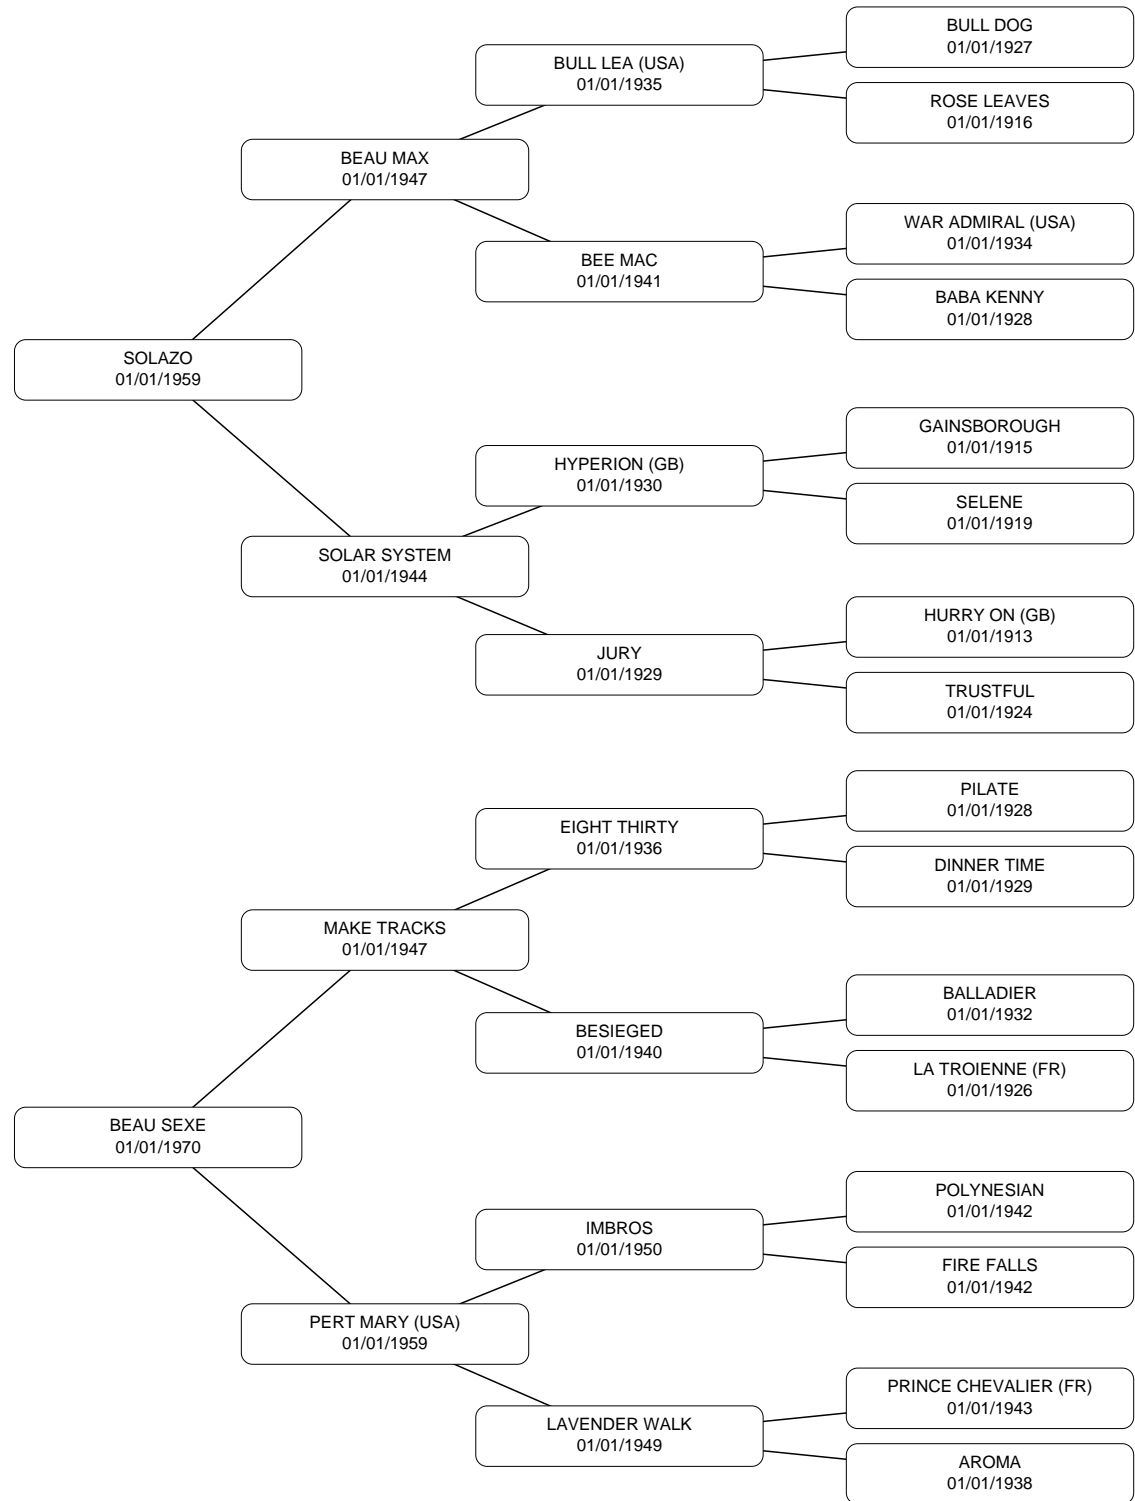 BULL DOG
01/01/1927
BULL LEA (USA)
01/01/1935
ROSE LEAVES
01/01/1916
BEAU MAX
01/01/1947
WAR ADMIRAL (USA)
01/01/1934
BEE MAC
01/01/1941
BABA KENNY
01/01/1928
SOLAZO
01/01/1959
GAINSBOROUGH
01/01/1915
HYPERION (GB)
01/01/1930
SELENE
01/01/1919
SOLAR SYSTEM
01/01/1944
HURRY ON (GB)
01/01/1913
JURY
01/01/1929
TRUSTFUL
01/01/1924
PILATE
01/01/1928
EIGHT THIRTY
01/01/1936
DINNER TIME
01/01/1929
MAKE TRACKS
01/01/1947
BALLADIER
01/01/1932
BESIEGED
01/01/1940
LA TROIENNE (FR)
01/01/1926
BEAU SEXE
01/01/1970
POLYNESIAN
01/01/1942
IMBROS
01/01/1950
FIRE FALLS
01/01/1942
PERT MARY (USA)
01/01/1959
PRINCE CHEVALIER (FR)
01/01/1943
LAVENDER WALK
01/01/1949
AROMA
01/01/1938